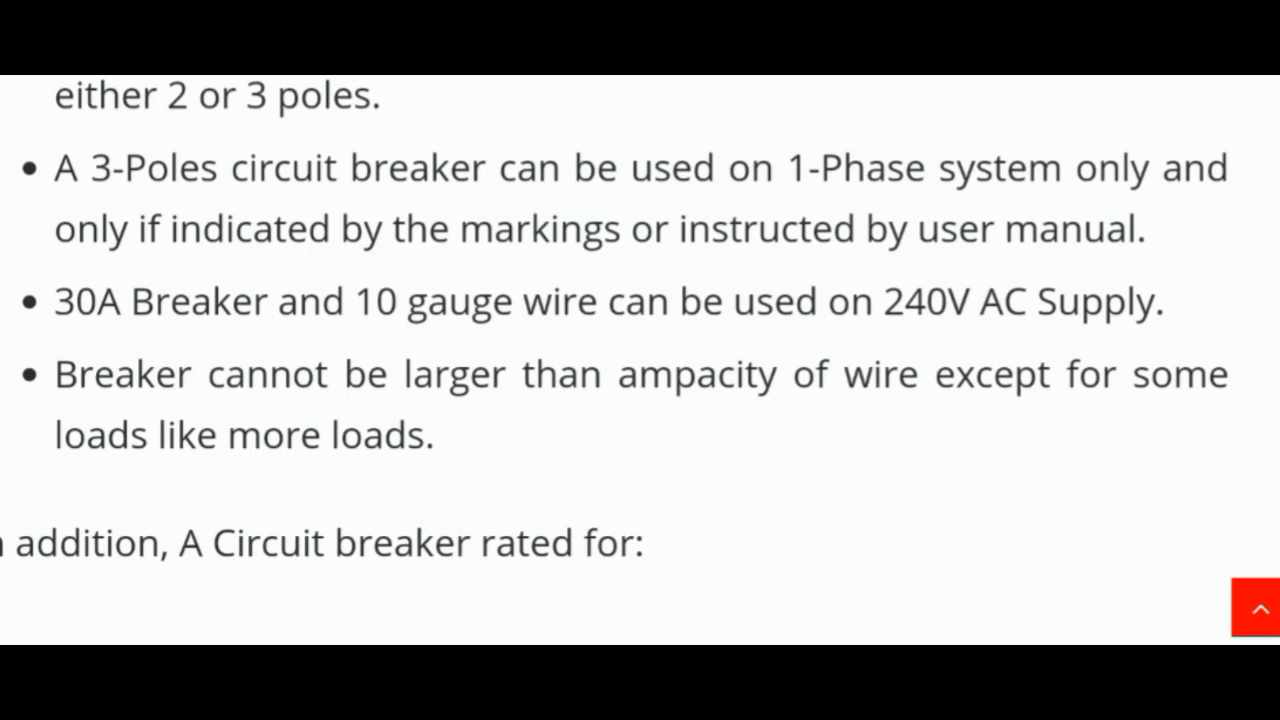 either 2 or 3 poles.
• A 3-Poles circuit breaker can be used on 1-Phase system only and
only if indicated by the markings or instructed by user manual.
• 30A Breaker and 10 gauge wire can be used on 240V AC Supply.
• Breaker cannot be larger than ampacity of wire except for some
loads like more loads.
addition, A Circuit breaker rated for: